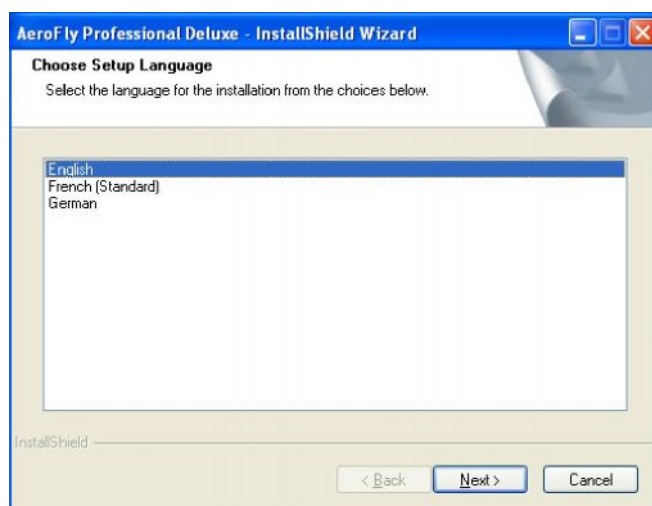 AeroFly Professional Deluxe - InstallShield Wizard
Choose Setup Language
Select the language for the installation from the choices below.
English
French (Standard)
German
InstallShield
< Back
Next >
Cancel